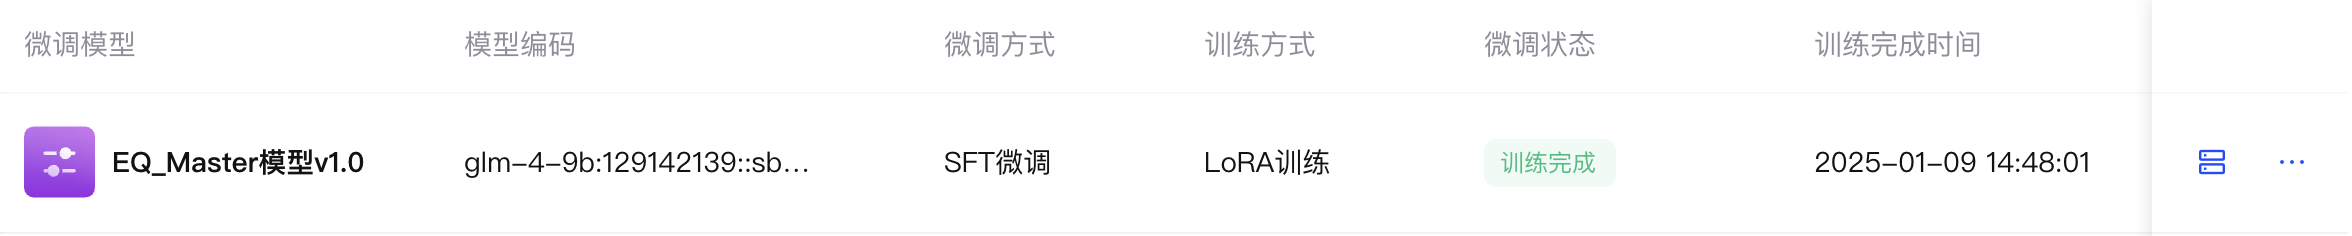 微调模型 模型编码 微调方式 训练方式 微调状态 训练完成时间
EQ_Master模型v1.0 glm-4-9b:129142139::sb... SFT微调 LoRA训练 训练完成 2025-01-09 14:48:01